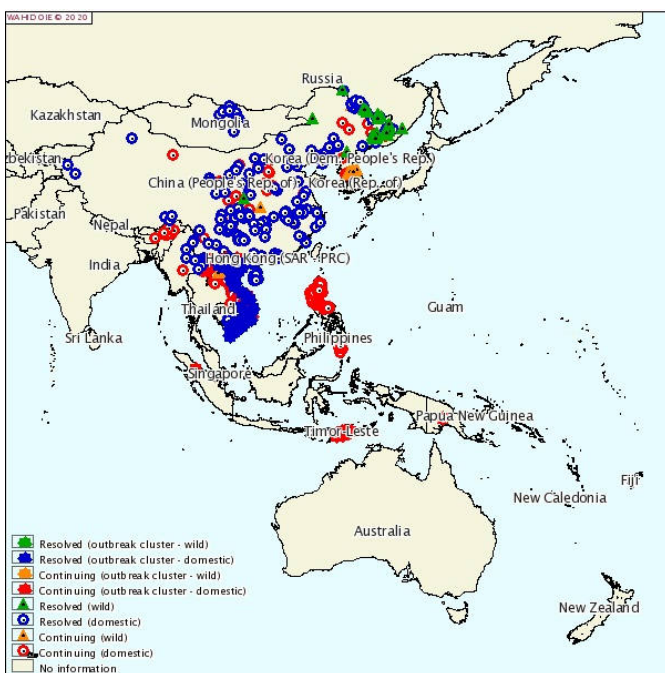 WAHID OIE © 2020
Russia
Kazakhstan
Mongolia
zbekistan
Korea (Dem. People's Rep.)
China (People's Rep. of)
Korea (Rep. of)
Pakistan
Nepal
India
Hong Kong (SAR - PRC)
Thailand
Guam
Sri Lanka
Philippines
Singapore
Papua New Guinea
Timor-Leste
Fiji
New Caledonia
Australia
New Zealand
Resolved (outbreak cluster - wild)
Resolved (outbreak cluster - domestic)
Continuing (outbreak cluster - wild)
Continuing (outbreak cluster - domestic)
Resolved (wild)
Resolved (domestic)
Continuing (wild)
Continuing (domestic)
No information